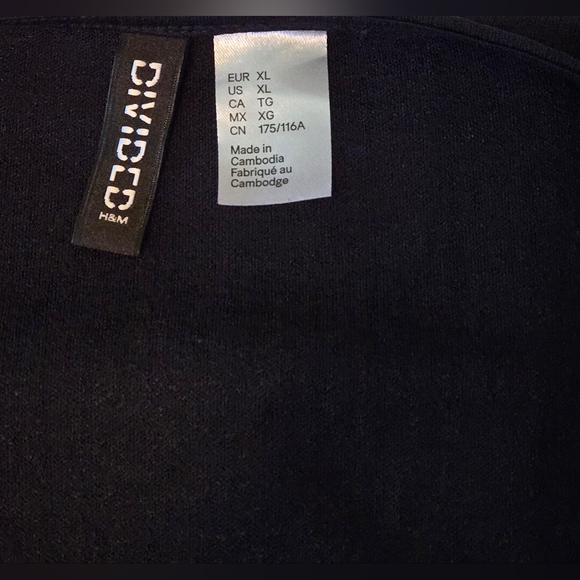 DIVIDED
H&M
EUR XL
US XL
CA TG
MX XG
CN 175/116A
Made in
Cambodia
Fabriqué au
Cambodge